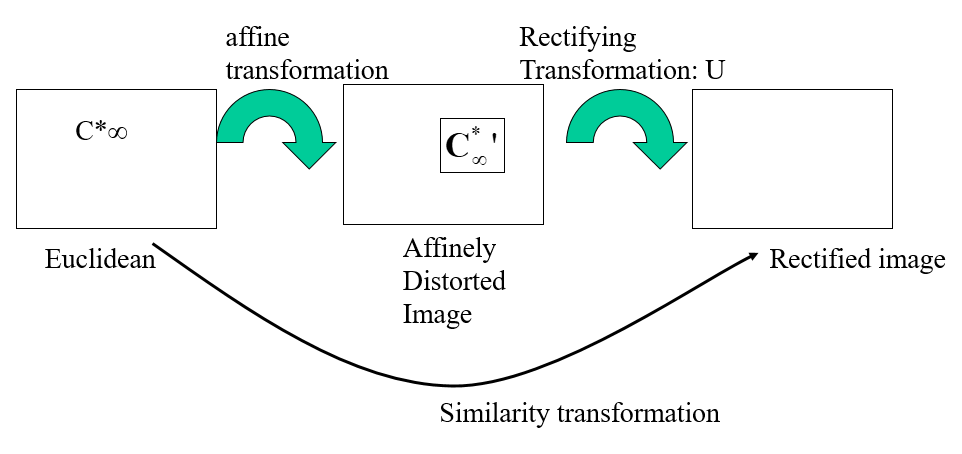 affine
transformation
Rectifying
Transformation: U
C*∞
C*∞'
Euclidean
Affinely
Distorted
Image
Rectified image
Similarity transformation